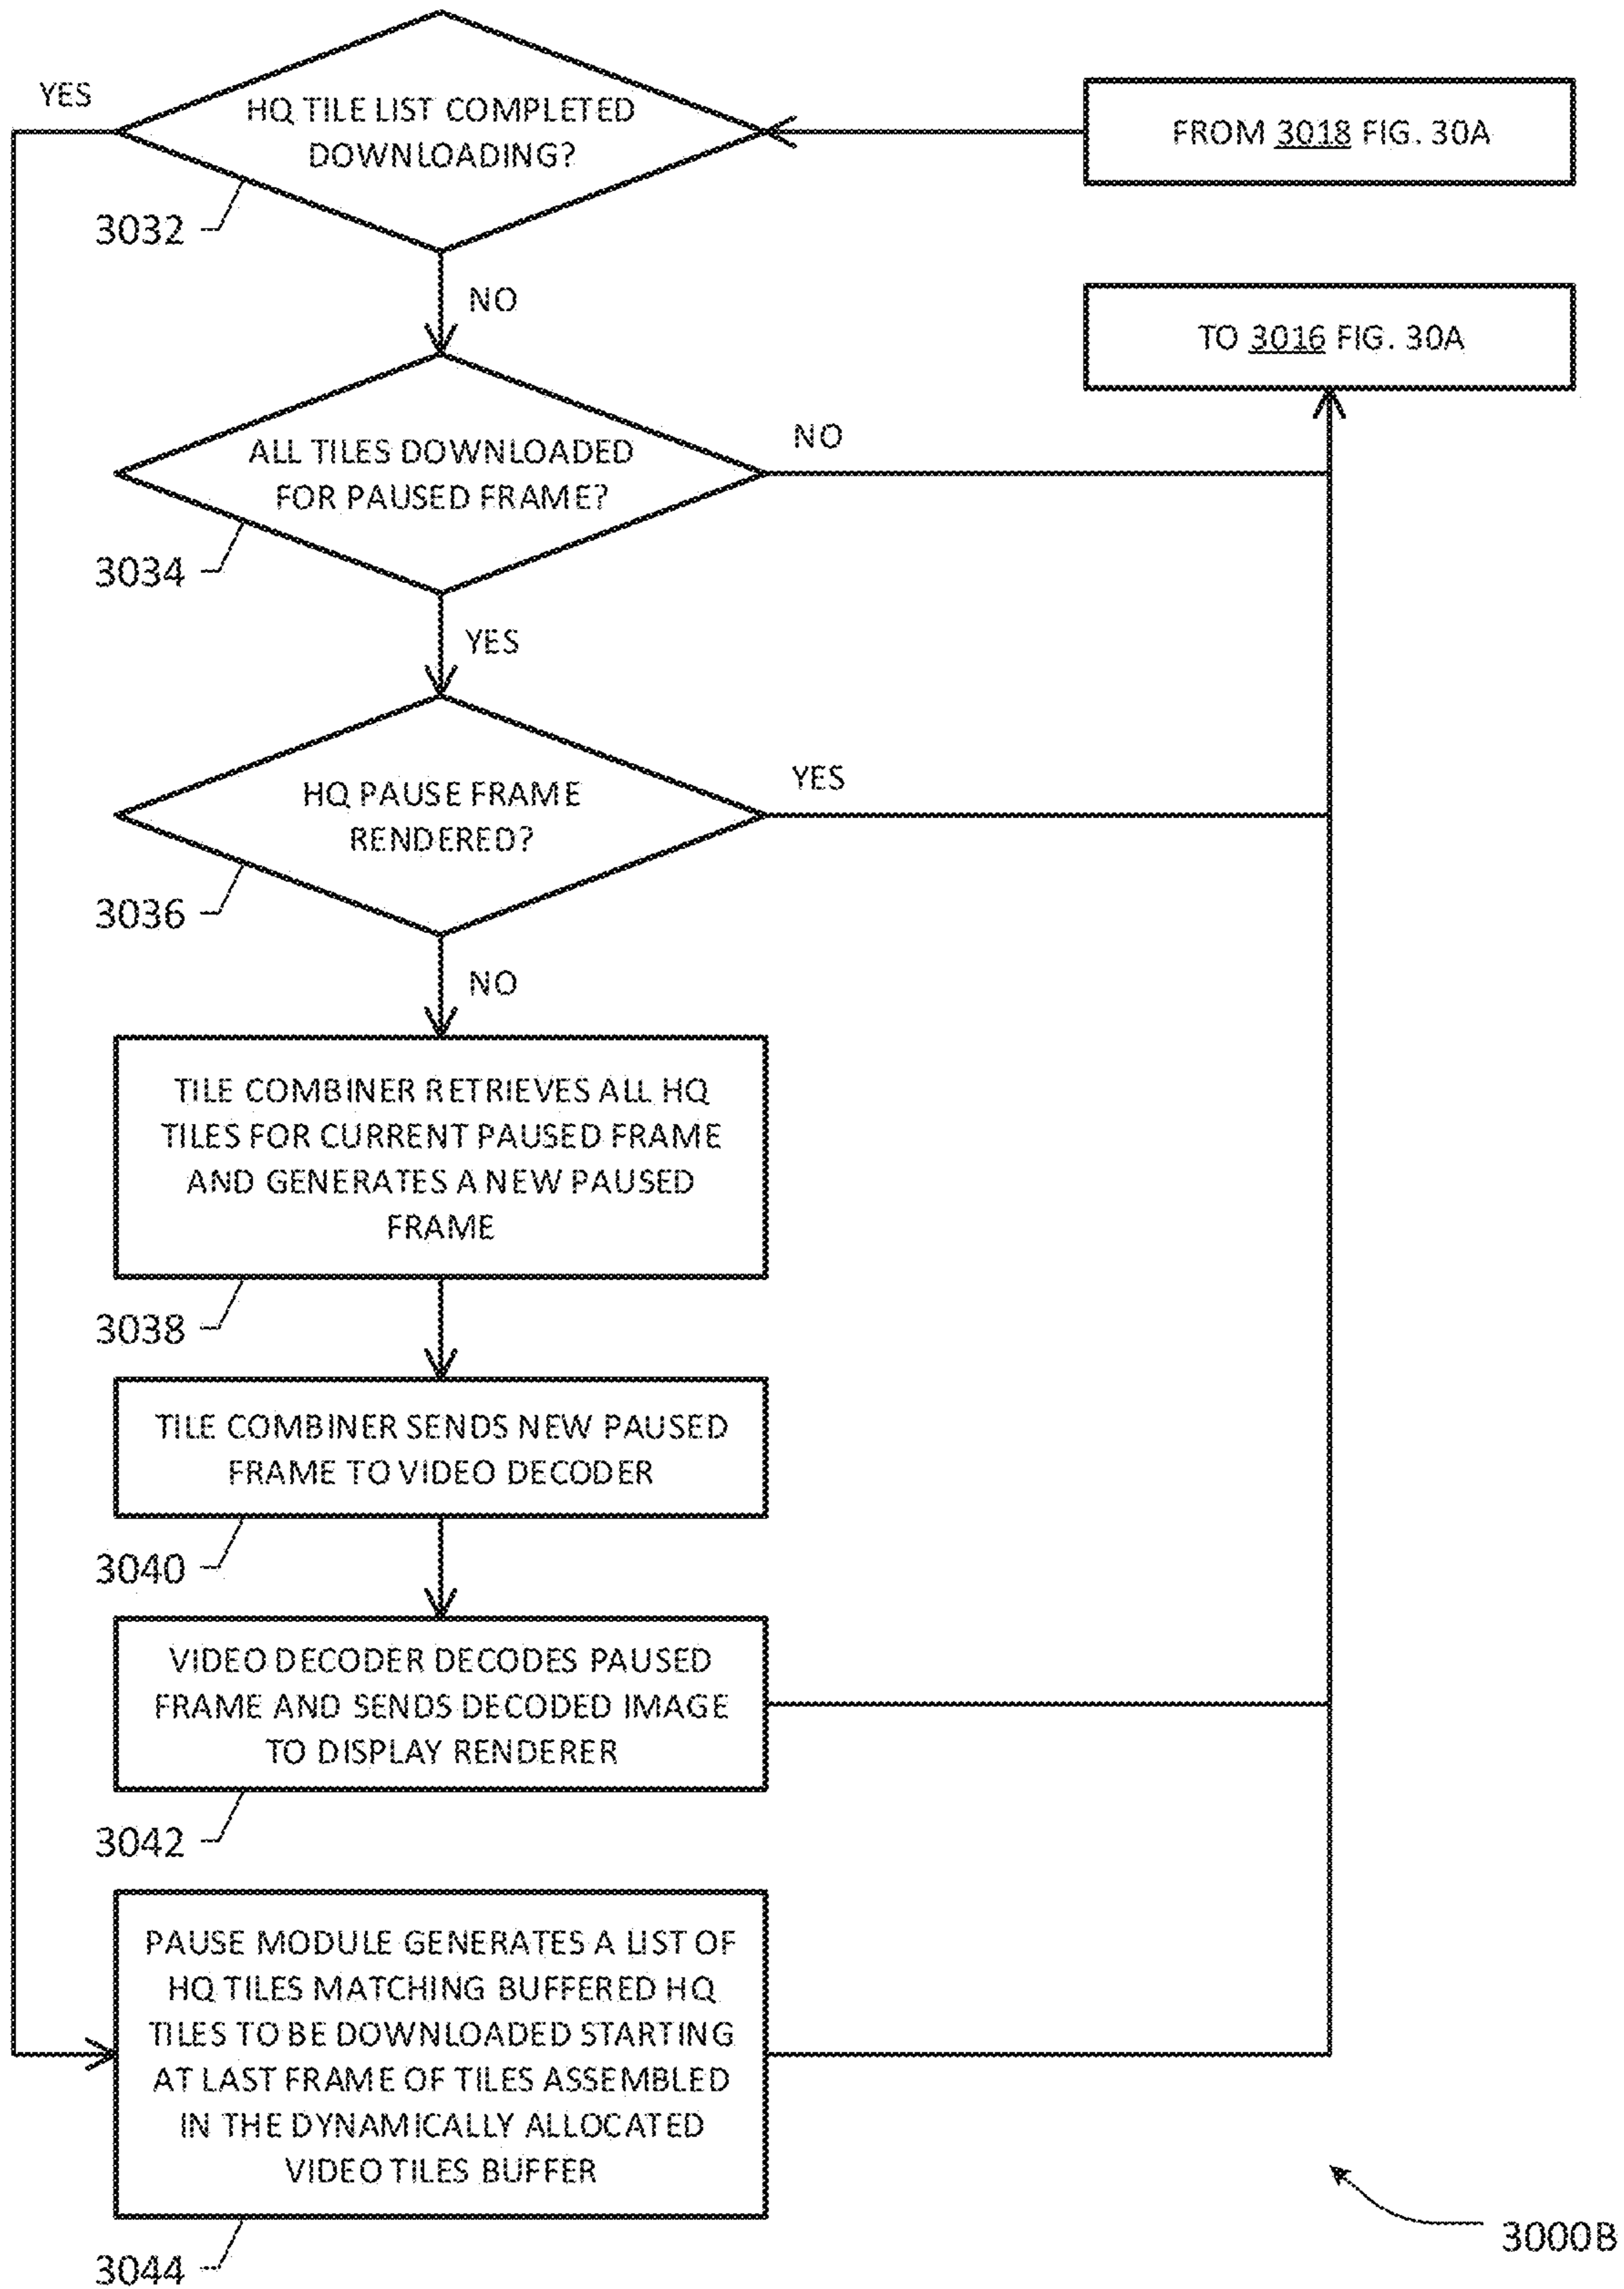 YES
HQ TILE LIST COMPLETED
DOWNLOADING?
FROM 3018 FIG. 30A
3032
NO
TO 3016 FIG. 30A
ALL TILES DOWNLOADED
FOR PAUSED FRAME?
NO
3034
YES
HQ PAUSE FRAME
RENDERED?
YES
3036
NO
TILE COMBINER RETRIEVES ALL HQ
TILES FOR CURRENT PAUSED FRAME
AND GENERATES A NEW PAUSED
FRAME
3038
TILE COMBINER SENDS NEW PAUSED
FRAME TO VIDEO DECODER
3040
VIDEO DECODER DECODES PAUSED
FRAME AND SENDS DECODED IMAGE
TO DISPLAY RENDERER
3042
PAUSE MODULE GENERATES A LIST OF
HQ TILES MATCHING BUFFERED HQ
TILES TO BE DOWNLOADED STARTING
AT LAST FRAME OF TILES ASSEMBLED
IN THE DYNAMICALLY ALLOCATED
VIDEO TILES BUFFER
3044
3000B